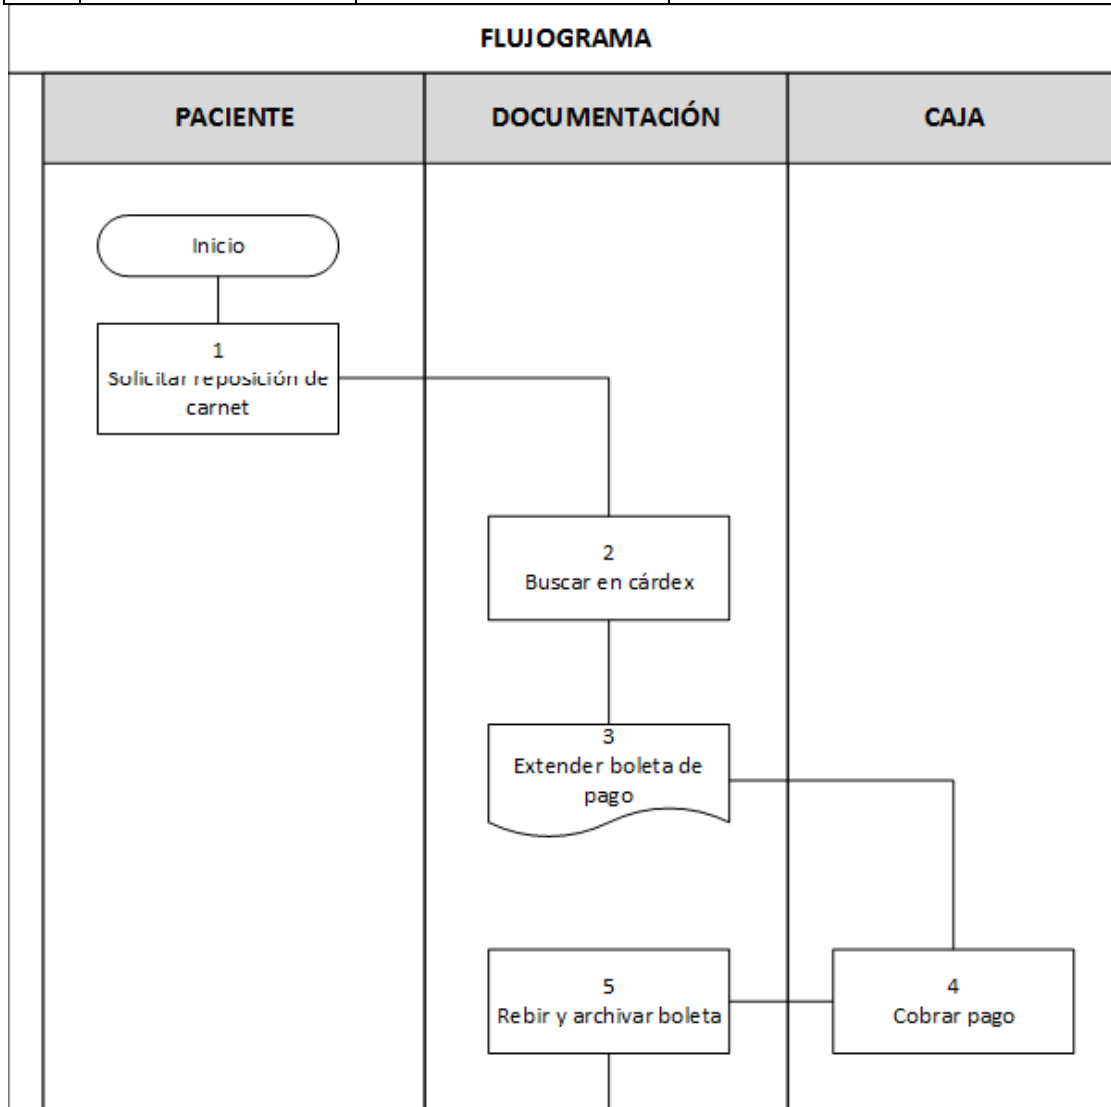 FLUJOGRAMA
PACIENTE
DOCUMENTACIÓN
CAJA
Inicio
1
Solicitar reposición de
carnet
2
Buscar en cárdex
3
Extender boleta de
pago
5
Rebir y archivar boleta
4
Cobrar pago